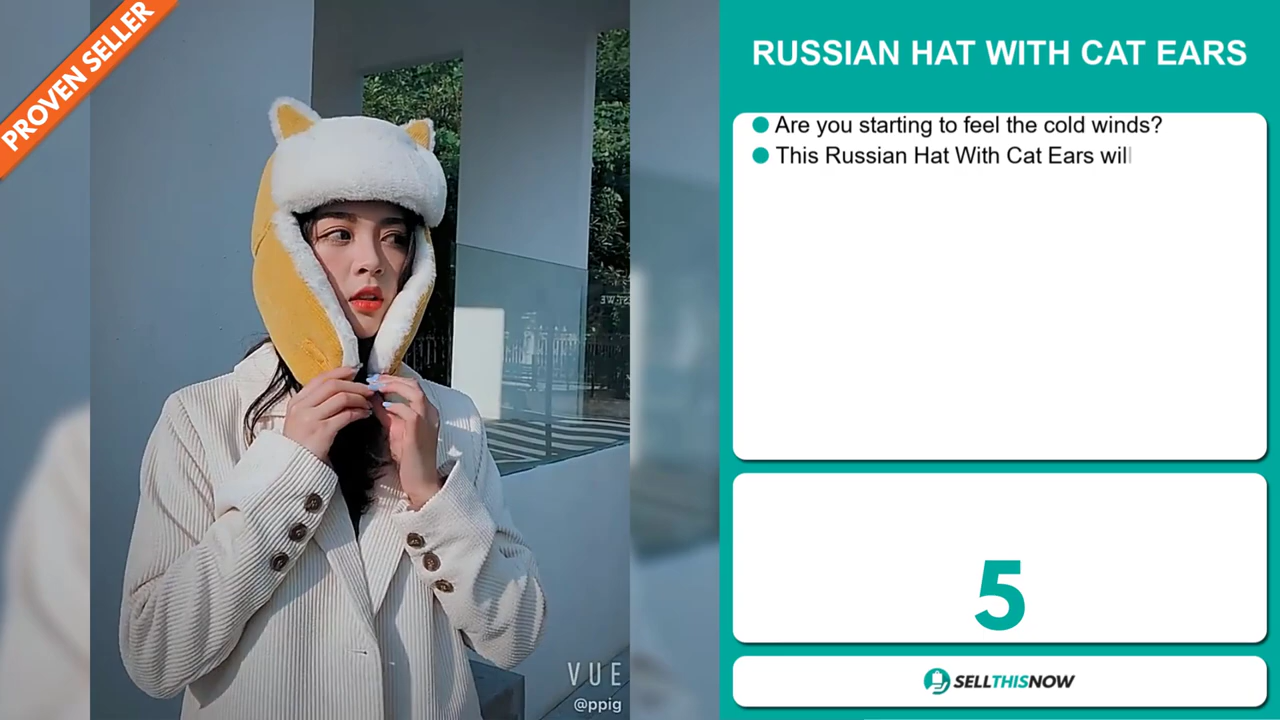 PROVEN SELLER
RUSSIAN HAT WITH CAT EARS
Are you starting to feel the cold winds?
This Russian Hat With Cat Ears will
5
SELLTHISNOW
VUE
@ppig